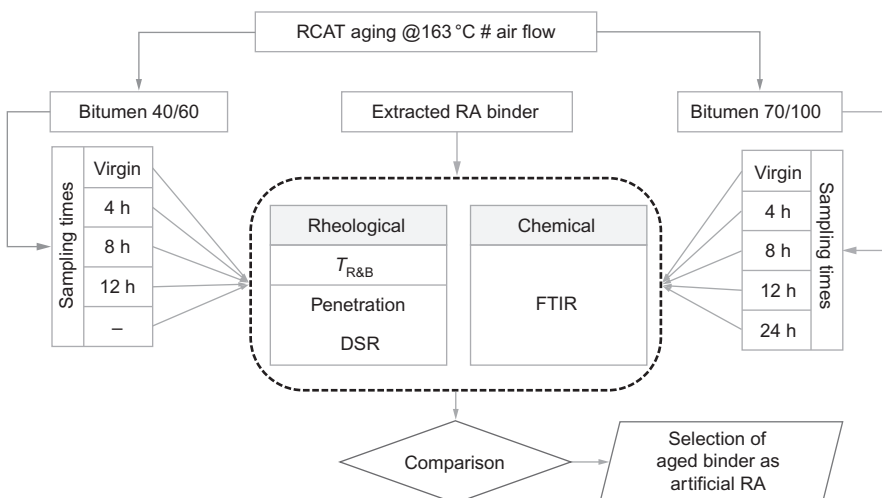 RCAT aging @163 °C # air flow
Bitumen 40/60
Extracted RA binder
Bitumen 70/100
Sampling times
Virgin
4 h
8 h
12 h
–
Rheological
T_R&B
Penetration
DSR
Chemical
FTIR
Virgin
4 h
8 h
12 h
24 h
Sampling times
Comparison
Selection of
aged binder as
artificial RA